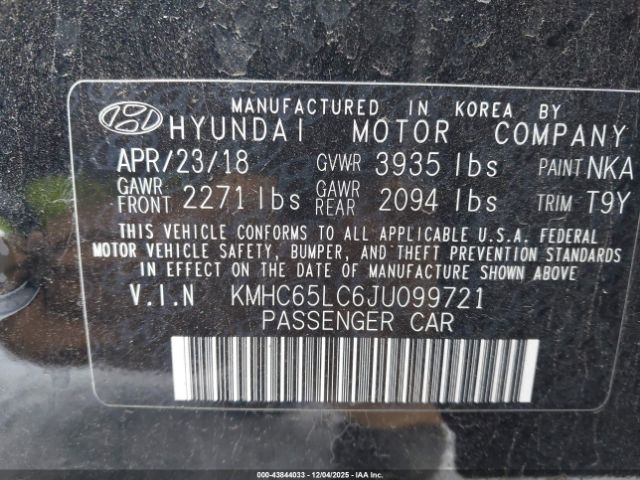 MANUFACTURED IN KOREA BY
HYUNDAI MOTOR COMPANY
APR/23/18 GVWR 3935 lbs PAINT NKA
GAWR FRONT 2271 lbs GAWR REAR 2094 lbs TRIM T9Y
THIS VEHICLE CONFORMS TO ALL APPLICABLE U.S.A. FEDERAL
MOTOR VEHICLE SAFETY, BUMPER, AND THEFT PREVENTION STANDARDS
IN EFFECT ON THE DATE OF MANUFACTURE SHOWN ABOVE
V.I.N KMHC65LC6JU099721
PASSENGER CAR
000-43844033 12/04/2025 - IAA Inc.